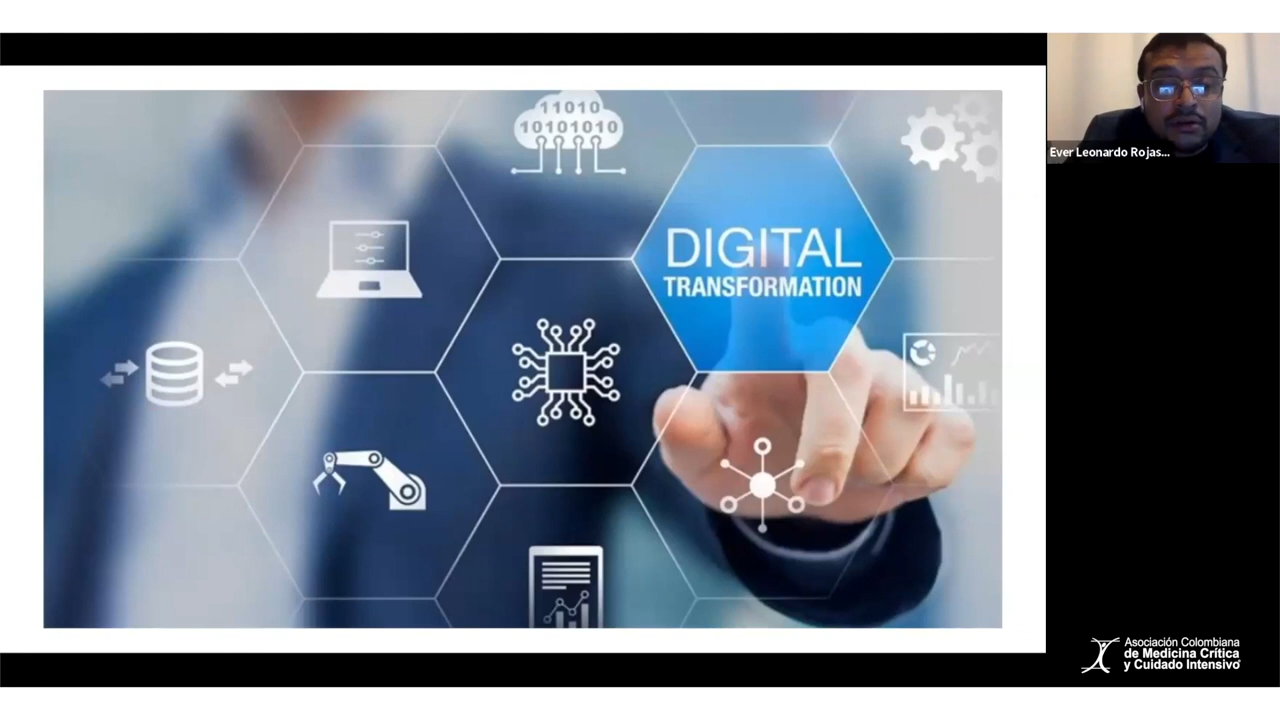 11010
10101010
DIGITAL
TRANSFORMATION
Ever Leonardo Rojas...
Asociación Colombiana
de Medicina Crítica
y Cuidado Intensivo